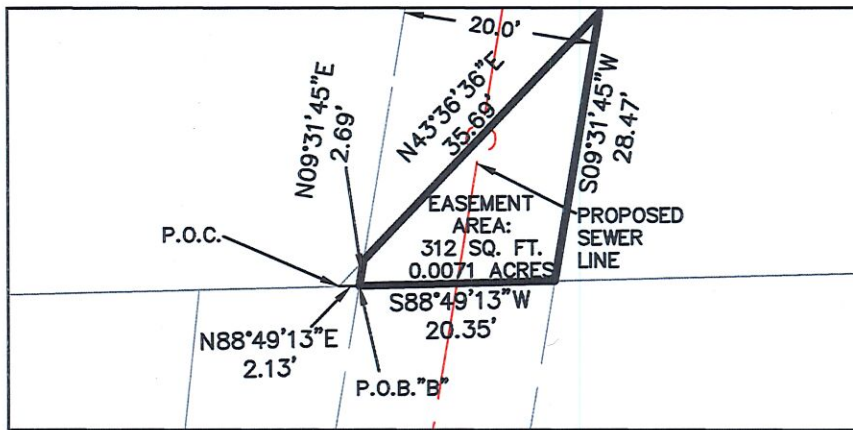 20.0'
N09°31'45"E
2.69'
N43°36'36"E
35.69'
S09°31'45"W
28.47'
EASEMENT
AREA:
312 SQ. FT.
0.0071 ACRES
PROPOSED
SEWER
LINE
P.O.C.
S88°49'13"W
20.35'
N88°49'13"E
2.13'
P.O.B."B"